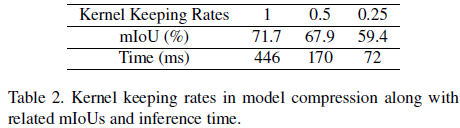 Kernel Keeping Rates 1 0.5 0.25
mIoU (%) 71.7 67.9 59.4
Time (ms) 446 170 72
Table 2. Kernel keeping rates in model compression along with
related mIoUs and inference time.